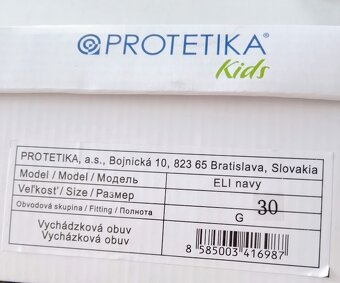 PROTETIKA®
Kids
PROTETIKA, a.s., Bojnická 10, 823 65 Bratislava, Slovakia
Model / Model / Модель ELI navy
Veľkosť / Size / Размер 30
Obvodová skupina / Fitting / Полнота G
Vychádzková obuv
Vycházková obuv
8 585003 416987